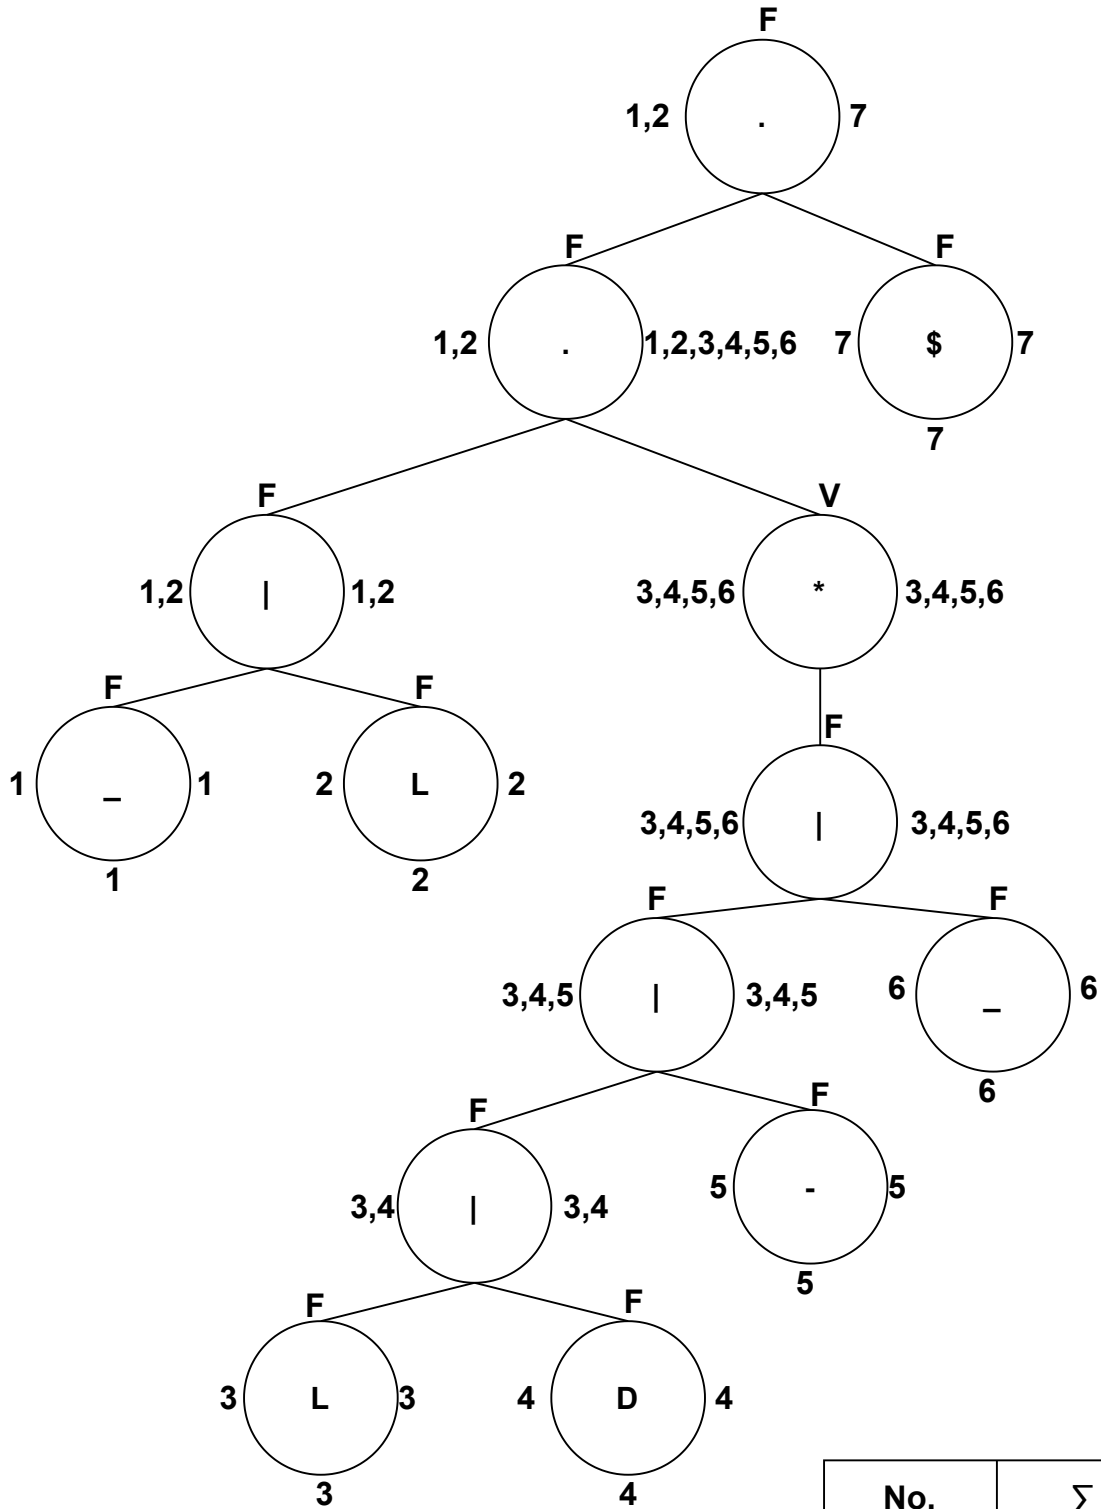 F
1,2 . 7
F F
1,2 . 1,2,3,4,5,6 7 $ 7
7
F V
1,2 | 1,2 3,4,5,6 * 3,4,5,6
F F
F
1 _ 1 2 L 2
3,4,5,6 | 3,4,5,6
1 2
F F
3,4,5 | 3,4,5 6 _ 6
6
F F
5 - 5
3,4 | 3,4
5
F F
3 L 3 4 D 4
3 4
No. Σ